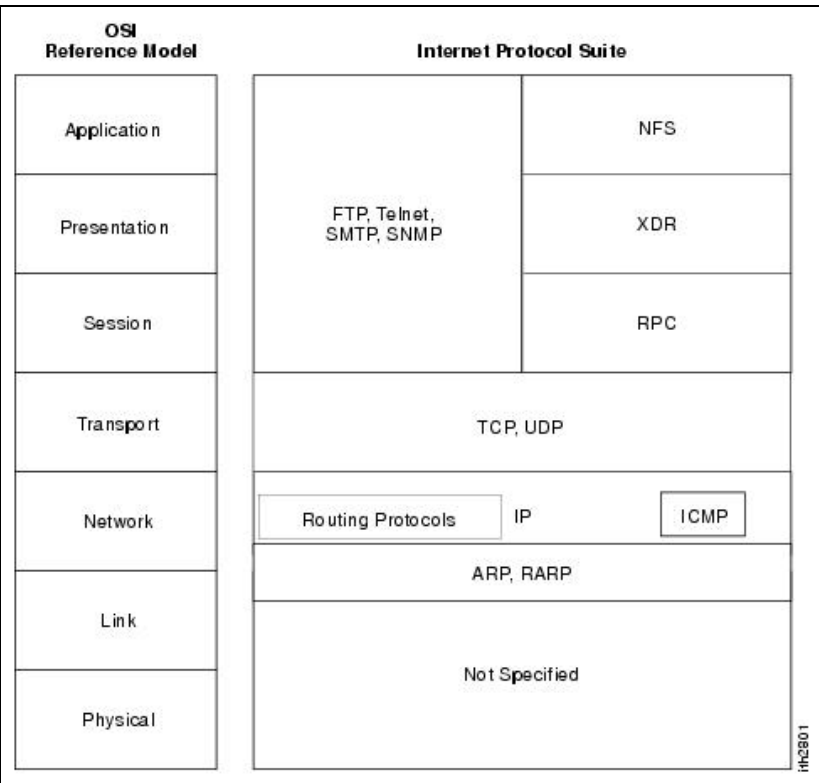 OSI
Reference Model
Internet Protocol Suite
Application
Presentation
Session
Transport
Network
Link
Physical
FTP, Telnet,
SMTP, SNMP
NFS
XDR
RPC
TCP, UDP
Routing Protocols
IP
ICMP
ARP, RARP
Not Specified
ith2801